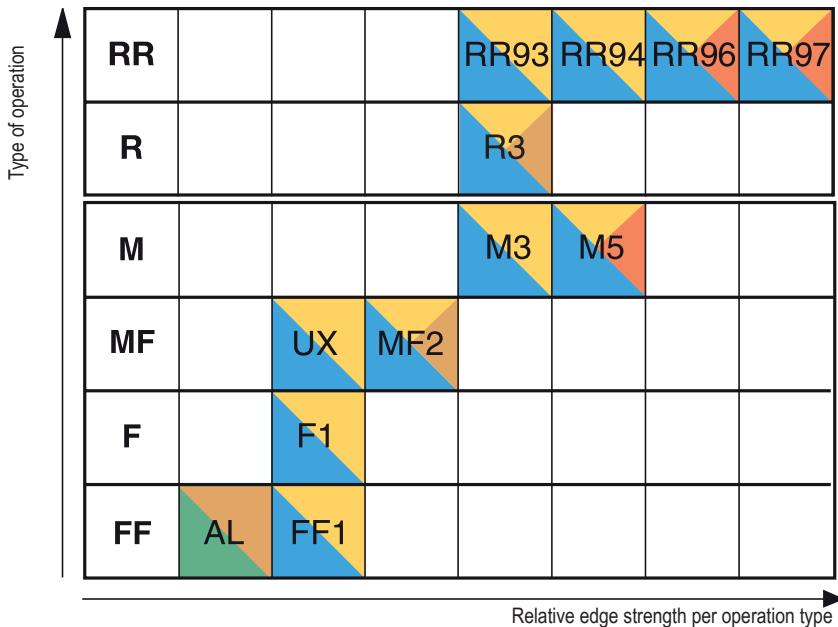 Type of operation
RR RR93 RR94 RR96 RR97
R R3
M M3 M5
MF UX MF2
F F1
FF AL FF1
Relative edge strength per operation type